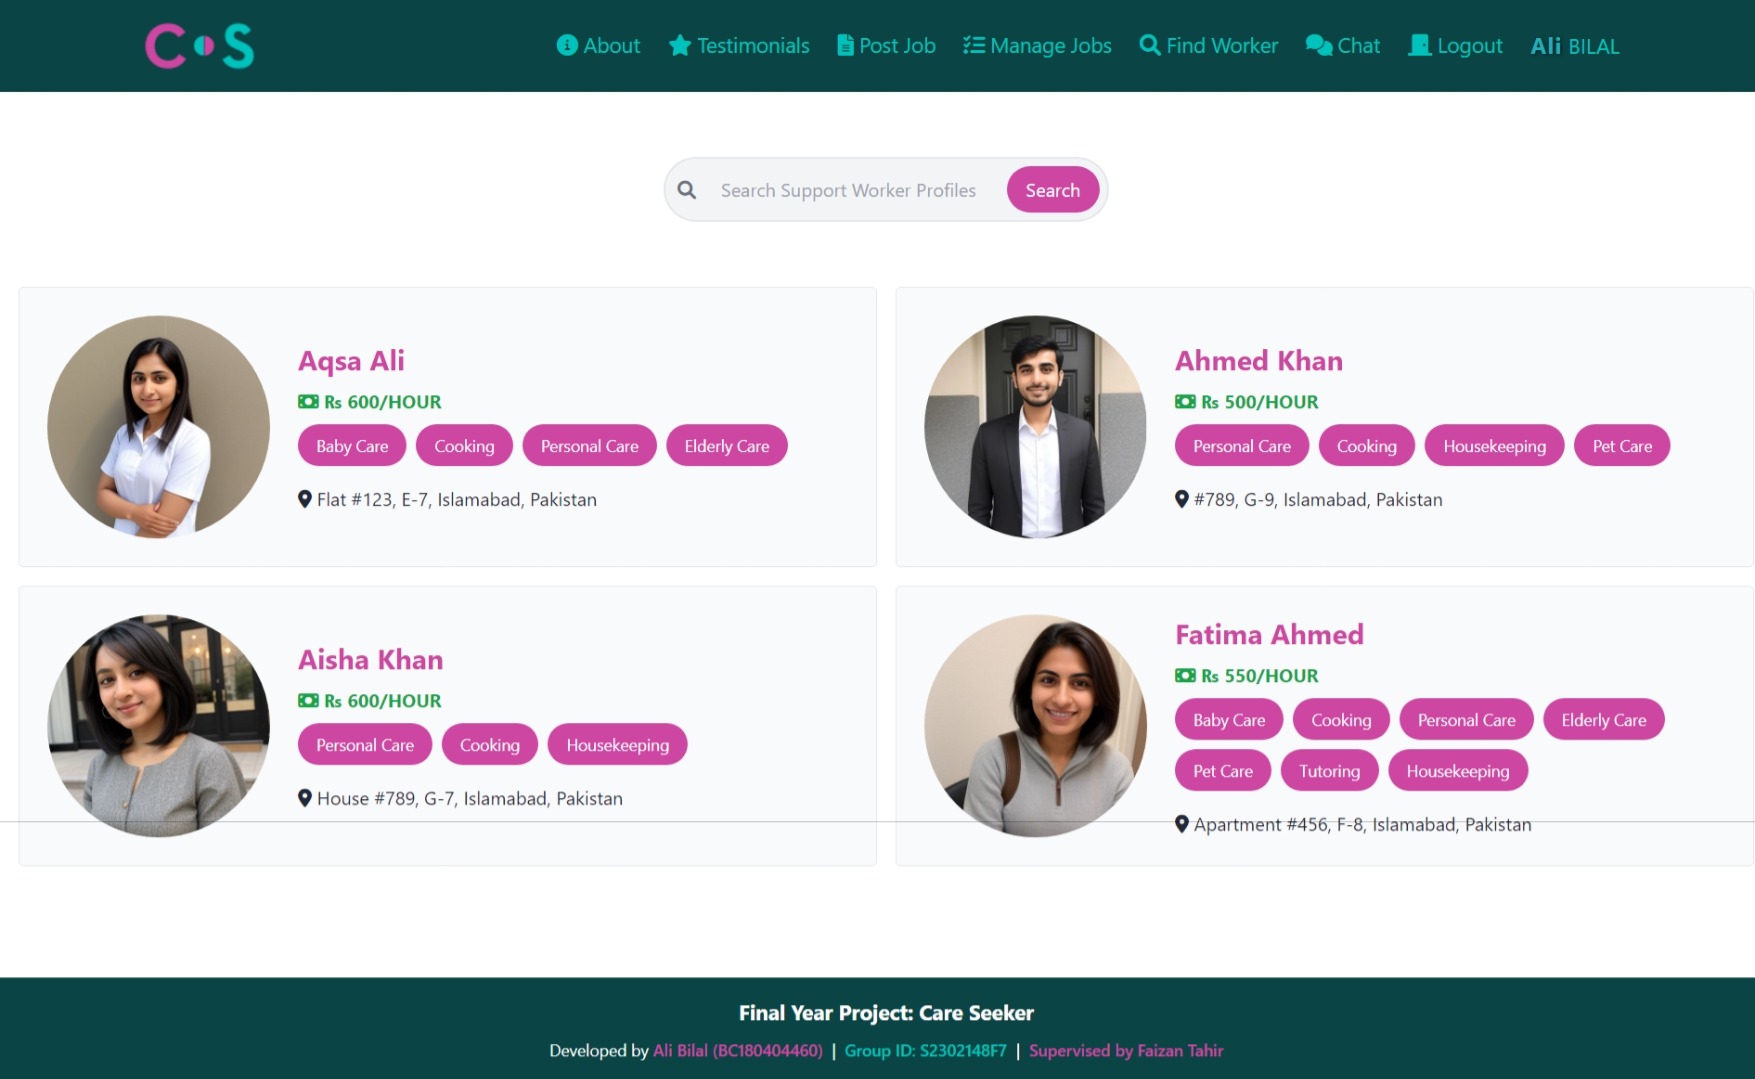 C S
About Testimonials Post Job Manage Jobs Find Worker Chat Logout Ali BILAL
Search Support Worker Profiles Search
Aqsa Ali
Rs 600/HOUR
Baby Care Cooking Personal Care Elderly Care
Flat #123, E-7, Islamabad, Pakistan
Ahmed Khan
Rs 500/HOUR
Personal Care Cooking Housekeeping Pet Care
#789, G-9, Islamabad, Pakistan
Aisha Khan
Rs 600/HOUR
Personal Care Cooking Housekeeping
House #789, G-7, Islamabad, Pakistan
Fatima Ahmed
Rs 550/HOUR
Baby Care Cooking Personal Care Elderly Care
Pet Care Tutoring Housekeeping
Apartment #456, F-8, Islamabad, Pakistan
Final Year Project: Care Seeker
Developed by Ali Bilal (BC180404460) | Group ID: S2302148F7 | Supervised by Faizan Tahir